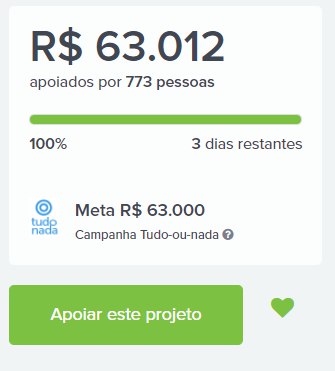 R$ 63.012
apoiados por 773 pessoas
100%
3 dias restantes
tudo
nada
Meta R$ 63.000
Campanha Tudo-ou-nada ?
Apoiar este projeto